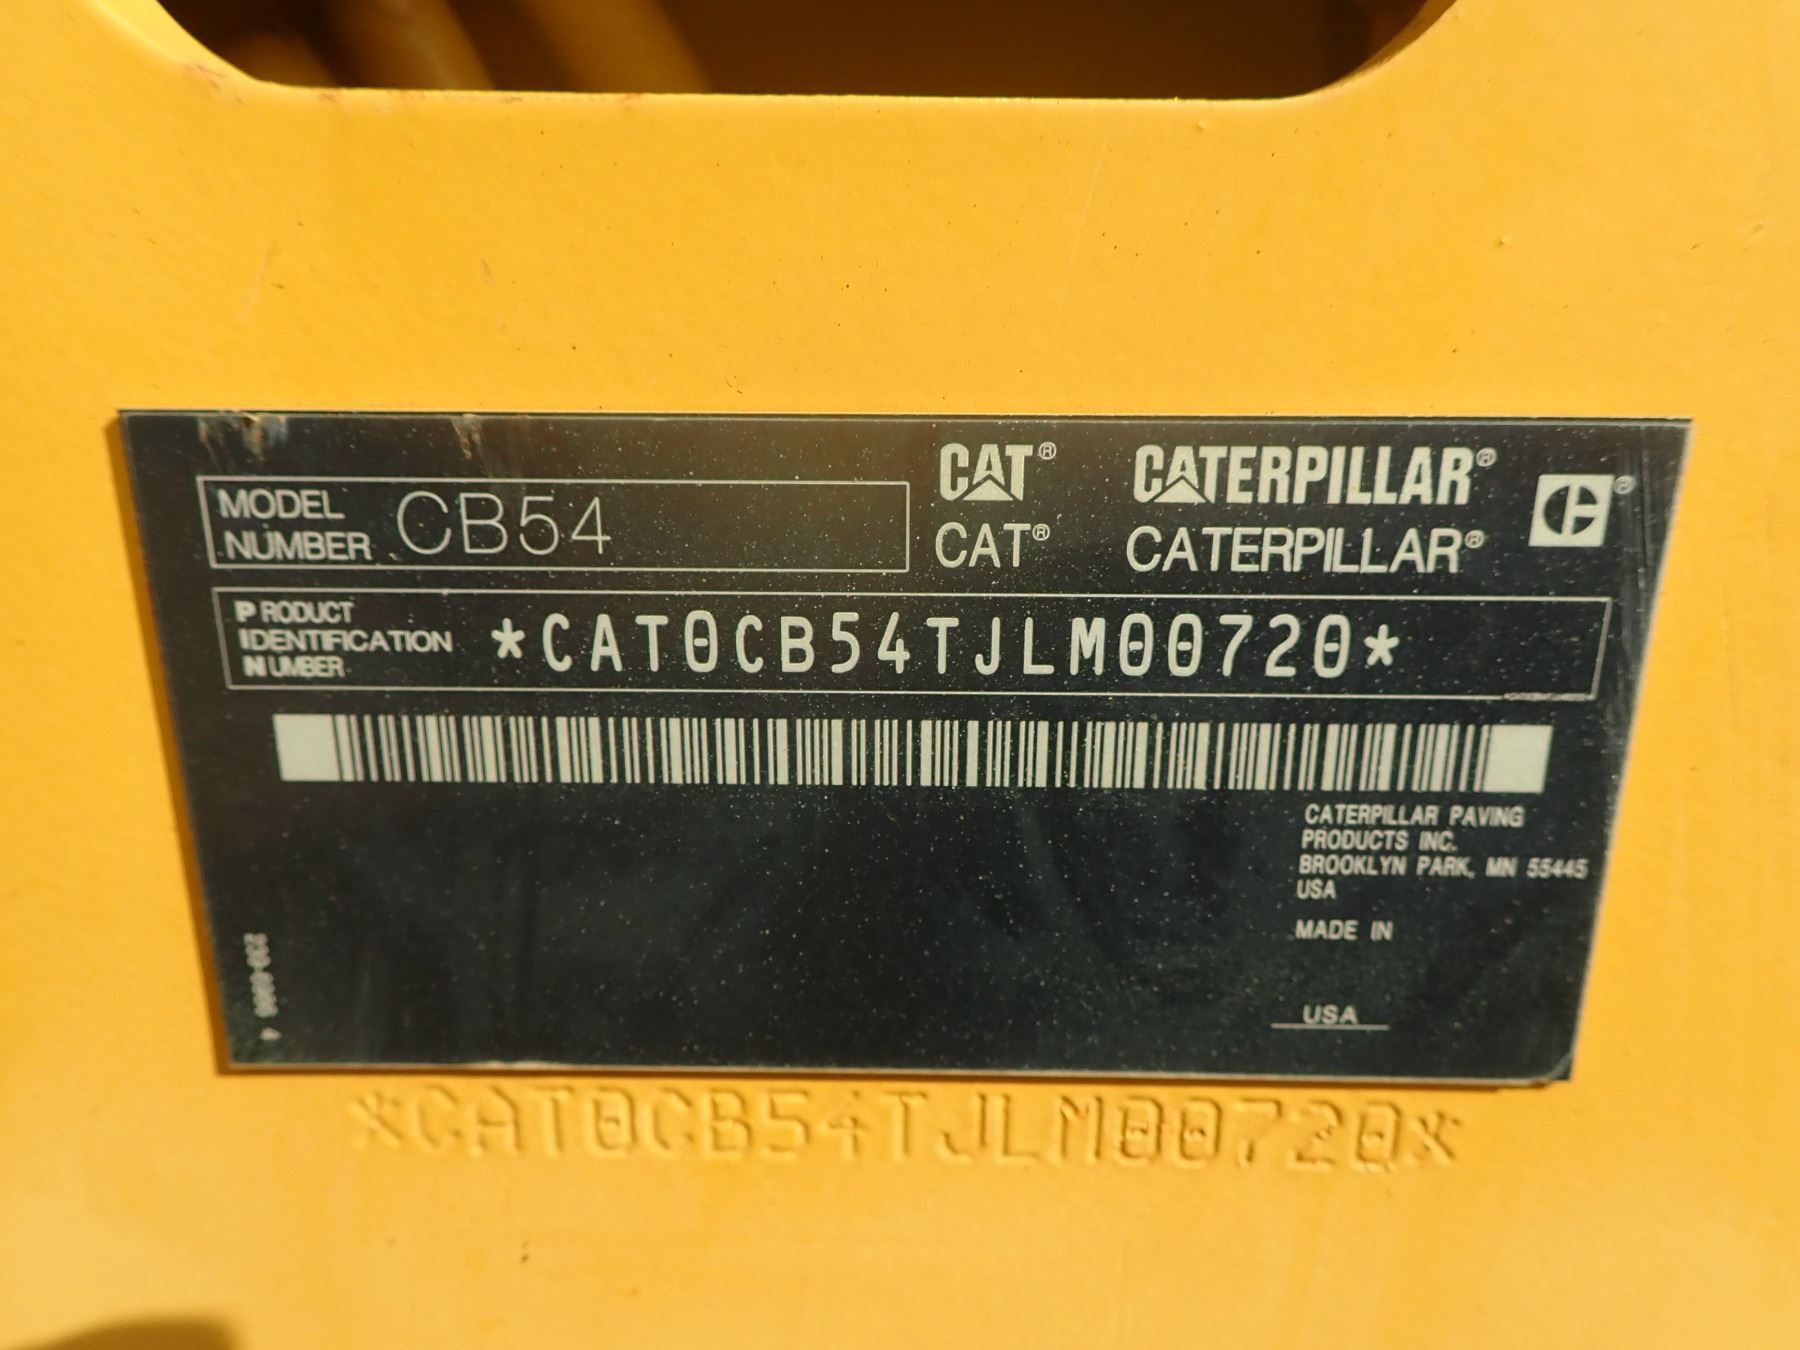 CAT® CATERPILLAR®
MODEL NUMBER CB54
CAT® CATERPILLAR®
PRODUCT IDENTIFICATION NUMBER *CAT0CB54TJLM00720*
CATERPILLAR PAVING
PRODUCTS INC.
BROOKLYN PARK, MN 55445
USA
MADE IN
USA
*CAT0CB54TJLM00720*